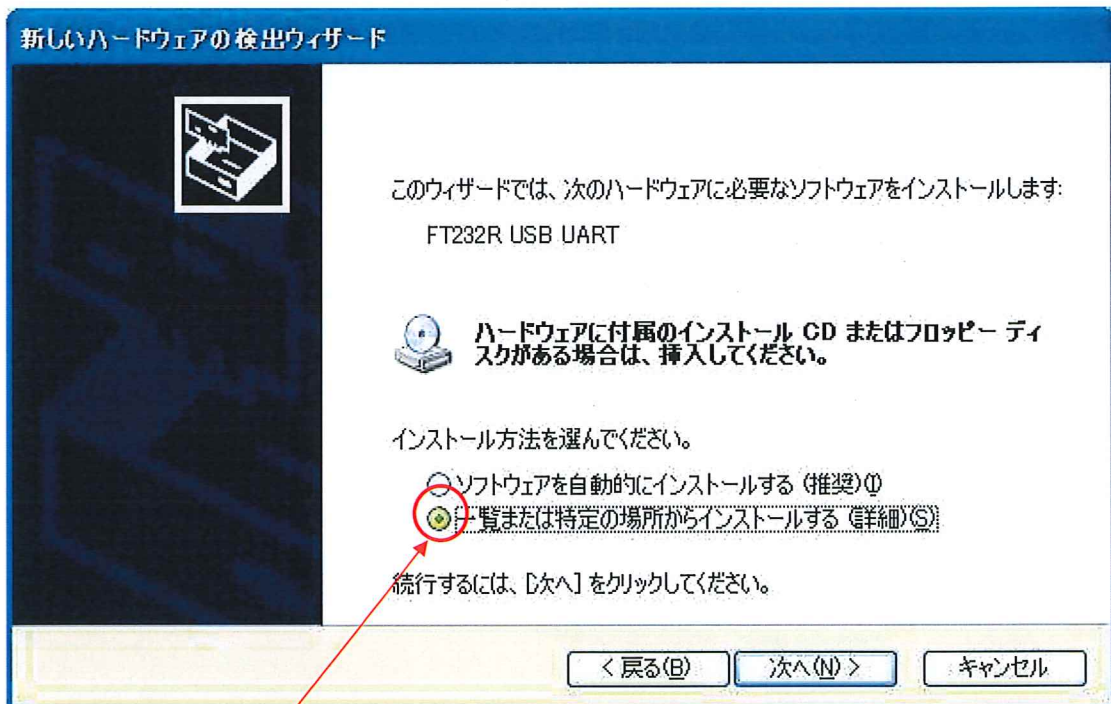 新しいハードウェアの検出ウィザード
このウィザードでは、次のハードウェアに必要なソフトウェアをインストールします:
FT232R USB UART
ハードウェアに付属のインストール CD またはフロッピー ディ
スクがある場合は、挿入してください。
インストール方法を選んでください。
ソフトウェアを自動的にインストールする (推奨)(I)
一覧または特定の場所からインストールする (詳細)(S)
続行するには、[次へ] をクリックしてください。
< 戻る(B)
次へ(N) >
キャンセル